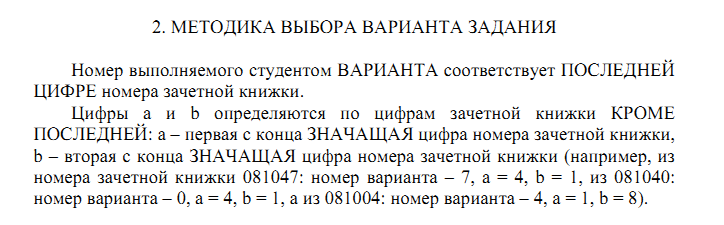 2. МЕТОДИКА ВЫБОРА ВАРИАНТА ЗАДАНИЯ
Номер выполняемого студентом ВАРИАНТА соответствует ПОСЛЕДНЕЙ
ЦИФРЕ номера зачетной книжки.
Цифры a и b определяются по цифрам зачетной книжки КРОМЕ
ПОСЛЕДНЕЙ: a – первая с конца ЗНАЧАЩАЯ цифра номера зачетной книжки,
b – вторая с конца ЗНАЧАЩАЯ цифра номера зачетной книжки (например, из
номера зачетной книжки 081047: номер варианта – 7, a = 4, b = 1, из 081040:
номер варианта – 0, a = 4, b = 1, а из 081004: номер варианта – 4, a = 1, b = 8).